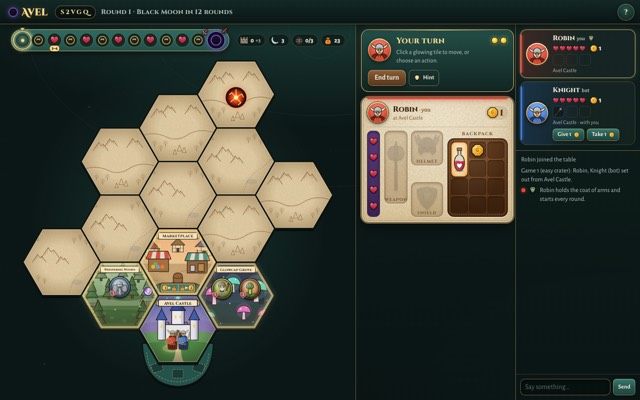 AVEL
S2VGQ
Round 1 · Black Moon in 12 rounds
?
3
0/3
23
Your turn
Click a glowing tile to move, or
choose an action.
End turn
Hint
Robin you
at Avel Castle
1
BACKPACK
HELMET
WEAPON
SHIELD
Robin you
1
Avel Castle
Knight bot
1
Avel Castle · with you
Give 1
Take 1
Robin joined the table
Game 1 (easy crater): Robin, Knight (bot) set
out from Avel Castle.
Robin holds the coat of arms and
starts every round.
Marketplace
Whispering Woods
Glowcap Grove
Avel Castle
Say something...
Send